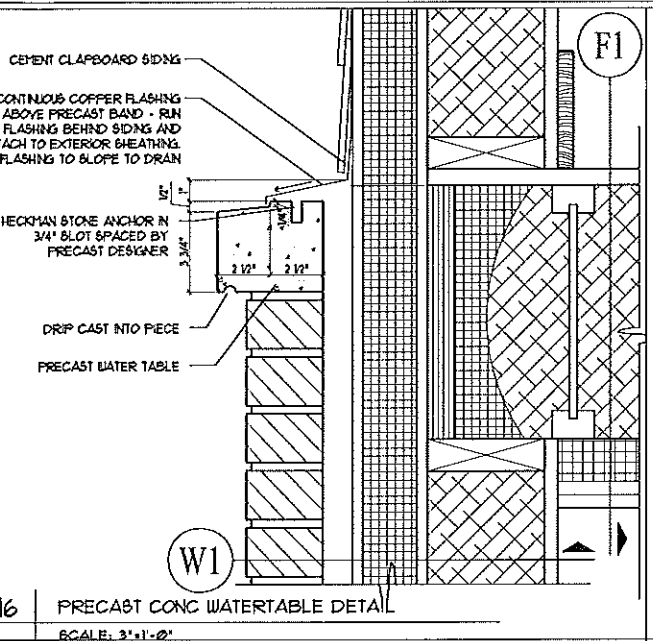 CEMENT CLAPBOARD SIDING
CONTINUOUS COPPER FLASHING
ABOVE PRECAST BAND - RUN
FLASHING BEHIND SIDING AND
TACH TO EXTERIOR SHEATHING.
FLASHING TO SLOPE TO DRAIN
1/2"
1"
HECKMAN STONE ANCHOR IN
3/4" SLOT SPACED BY
PRECAST DESIGNER
3 3/4"
2 1/2"
2 1/2"
DRIP CAST INTO PIECE
PRECAST WATER TABLE
F1
W1
16
PRECAST CONC WATERTABLE DETAIL
SCALE: 3"=1'-0"